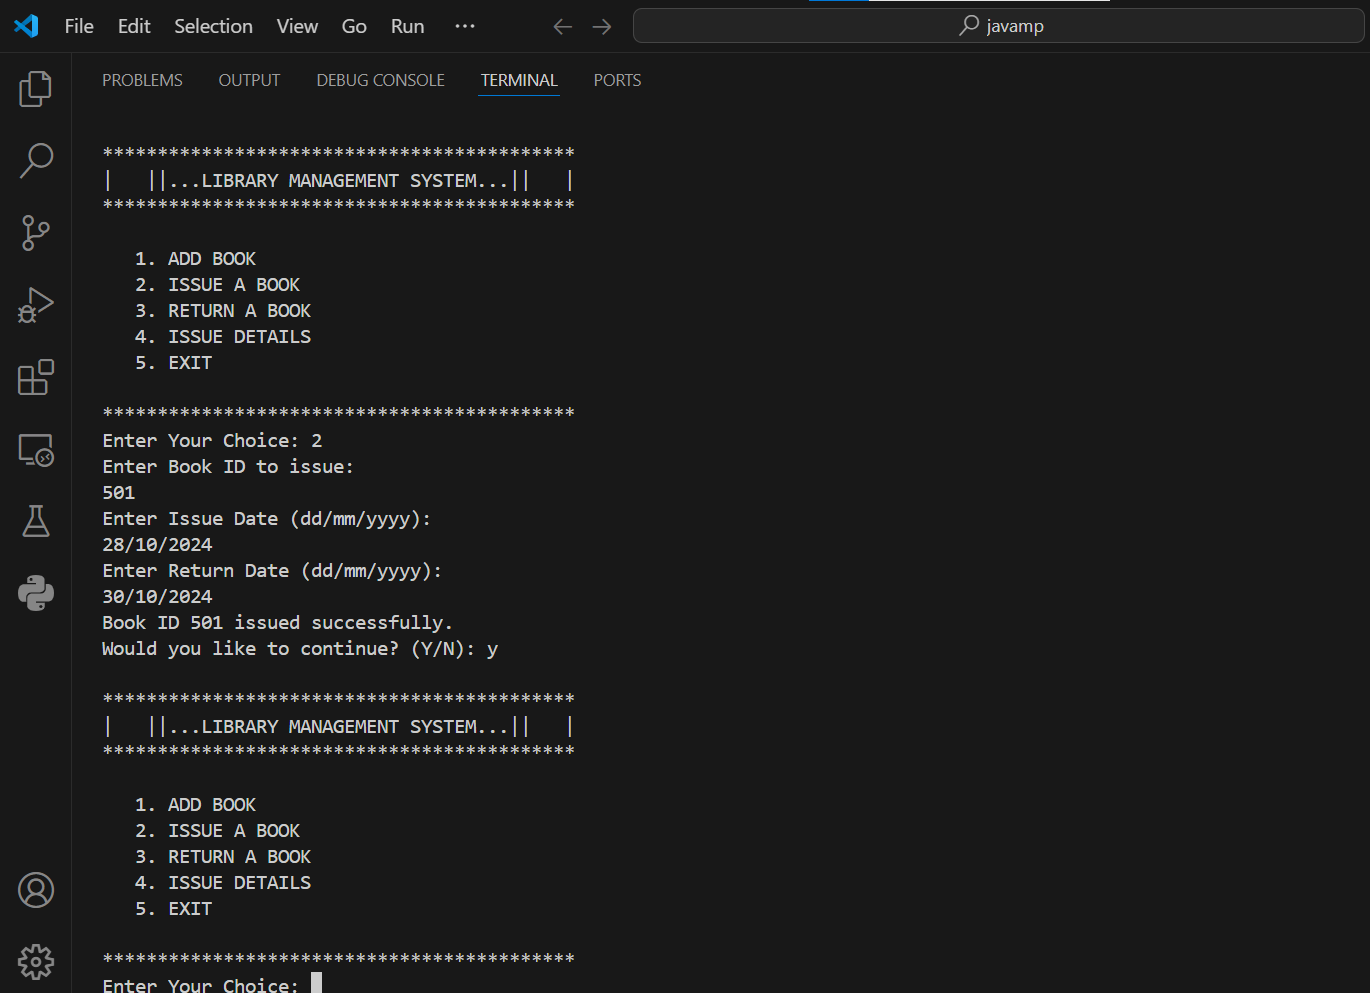 File Edit Selection View Go Run ··· ← → javamp
PROBLEMS OUTPUT DEBUG CONSOLE TERMINAL PORTS
*******************************************
|   ||...LIBRARY MANAGEMENT SYSTEM...||   |
*******************************************
1. ADD BOOK
2. ISSUE A BOOK
3. RETURN A BOOK
4. ISSUE DETAILS
5. EXIT
*******************************************
Enter Your Choice: 2
Enter Book ID to issue:
501
Enter Issue Date (dd/mm/yyyy):
28/10/2024
Enter Return Date (dd/mm/yyyy):
30/10/2024
Book ID 501 issued successfully.
Would you like to continue? (Y/N): y
*******************************************
|   ||...LIBRARY MANAGEMENT SYSTEM...||   |
*******************************************
1. ADD BOOK
2. ISSUE A BOOK
3. RETURN A BOOK
4. ISSUE DETAILS
5. EXIT
*******************************************
Enter Your Choice: